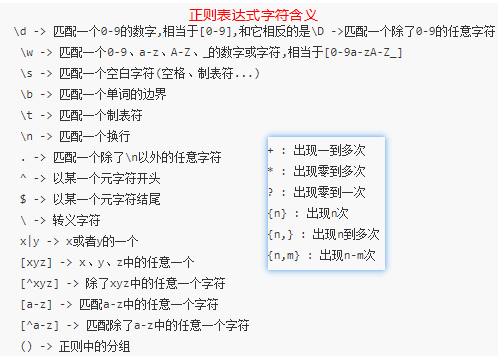 正则表达式字符含义
\d -> 匹配一个0-9的数字,相当于[0-9],和它相反的是\D ->匹配一个除了0-9的任意字符
\w -> 匹配一个0-9、a-z、A-Z、_的数字或字符,相当于[0-9a-zA-Z_]
\s -> 匹配一个空白字符(空格、制表符...)
\b -> 匹配一个单词的边界
\t -> 匹配一个制表符
\n -> 匹配一个换行
. -> 匹配一个除了\n以外的任意字符
^ -> 以某一个元字符开头
$ -> 以某一个元字符结尾
\ -> 转义字符
x|y -> x或者y的一个
[xyz] -> x、y、z中的任意一个
[^xyz] -> 除了xyz中的任意一个字符
[a-z] -> 匹配a-z中的任意一个字符
[^a-z] -> 匹配除了a-z中的任意一个字符
() -> 正则中的分组
+ : 出现一到多次
* : 出现零到多次
? : 出现零到一次
{n} : 出现n次
{n,} : 出现n到多次
{n,m} : 出现n-m次